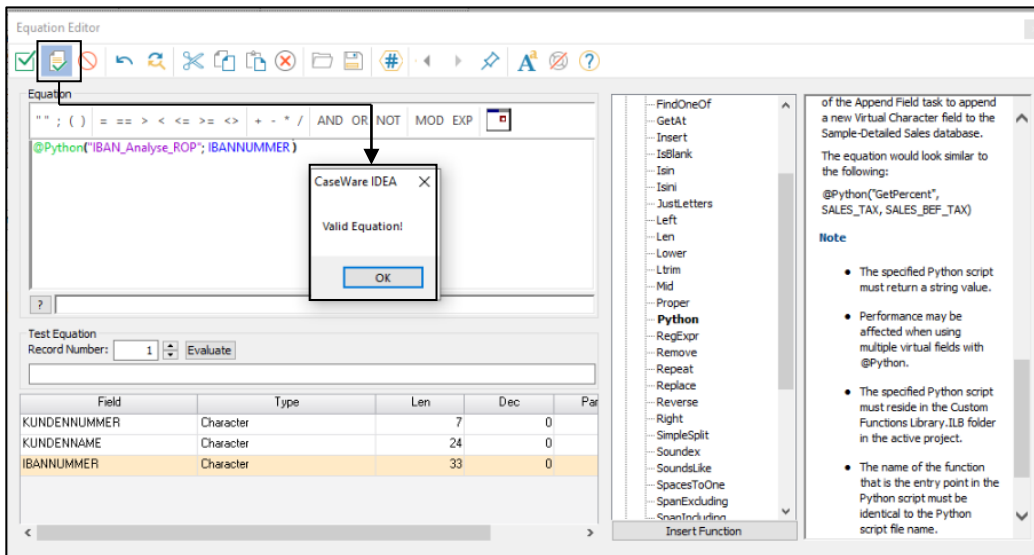 Equation Editor
# A a ?
Equation
"" ; ( ) = == > < <= >= <> + - * / AND OR NOT MOD EXP
@Python("IBAN_Analyse_ROP"; IBANNUMMER )
CaseWare IDEA
Valid Equation!
OK
?
Test Equation
Record Number: 1 Evaluate
Field Type Len Dec Par
KUNDENNUMMER Character 7 0
KUNDENNAME Character 24 0
IBANNUMMER Character 33 0
FindOneOf
GetAt
Insert
IsBlank
Isin
Isini
JustLetters
Left
Len
Lower
Ltrim
Mid
Proper
Python
RegExpr
Remove
Repeat
Replace
Reverse
Right
SimpleSplit
Soundex
SoundsLike
SpacesToOne
SpanExcluding
SpanIncluding
Insert Function
of the Append Field task to append
a new Virtual Character field to the
Sample-Detailed Sales database.
The equation would look similar to
the following:
@Python("GetPercent",
SALES_TAX, SALES_BEF_TAX)
Note
• The specified Python script
must return a string value.
• Performance may be
affected when using
multiple virtual fields with
@Python.
• The specified Python script
must reside in the Custom
Functions Library.ILB folder
in the active project.
• The name of the function
that is the entry point in the
Python script must be
identical to the Python
script file name.